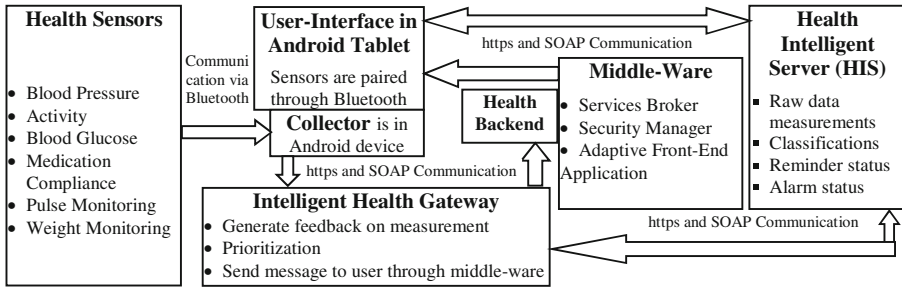 Health Sensors
• Blood Pressure
• Activity
• Blood Glucose
• Medication
Compliance
• Pulse Monitoring
• Weight Monitoring
Communi
cation via
Bluetooth
User-Interface in
Android Tablet
Sensors are paired
through Bluetooth
Collector is in
Android device
https and SOAP Communication
Health
Backend
Middle-Ware
• Services Broker
• Security Manager
• Adaptive Front-End
Application
Health
Intelligent
Server (HIS)
▪ Raw data
measurements
▪ Classifications
▪ Reminder status
▪ Alarm status
https and SOAP Communication
Intelligent Health Gateway
• Generate feedback on measurement
• Prioritization
• Send message to user through middle-ware
https and SOAP Communication